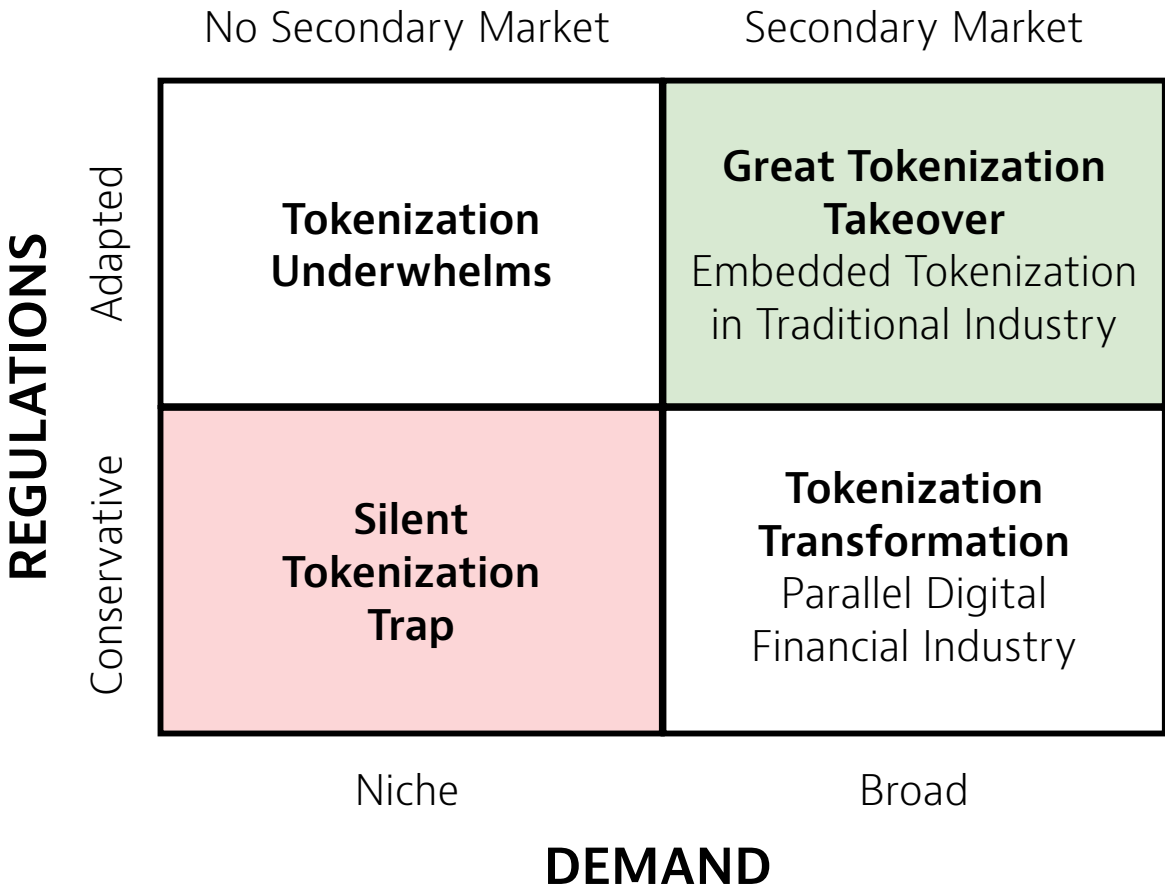 No Secondary Market
Secondary Market
REGULATIONS
Adapted
Tokenization
Underwhelms
Great Tokenization
Takeover
Embedded Tokenization
in Traditional Industry
Conservative
Silent
Tokenization
Trap
Tokenization
Transformation
Parallel Digital
Financial Industry
Niche
Broad
DEMAND